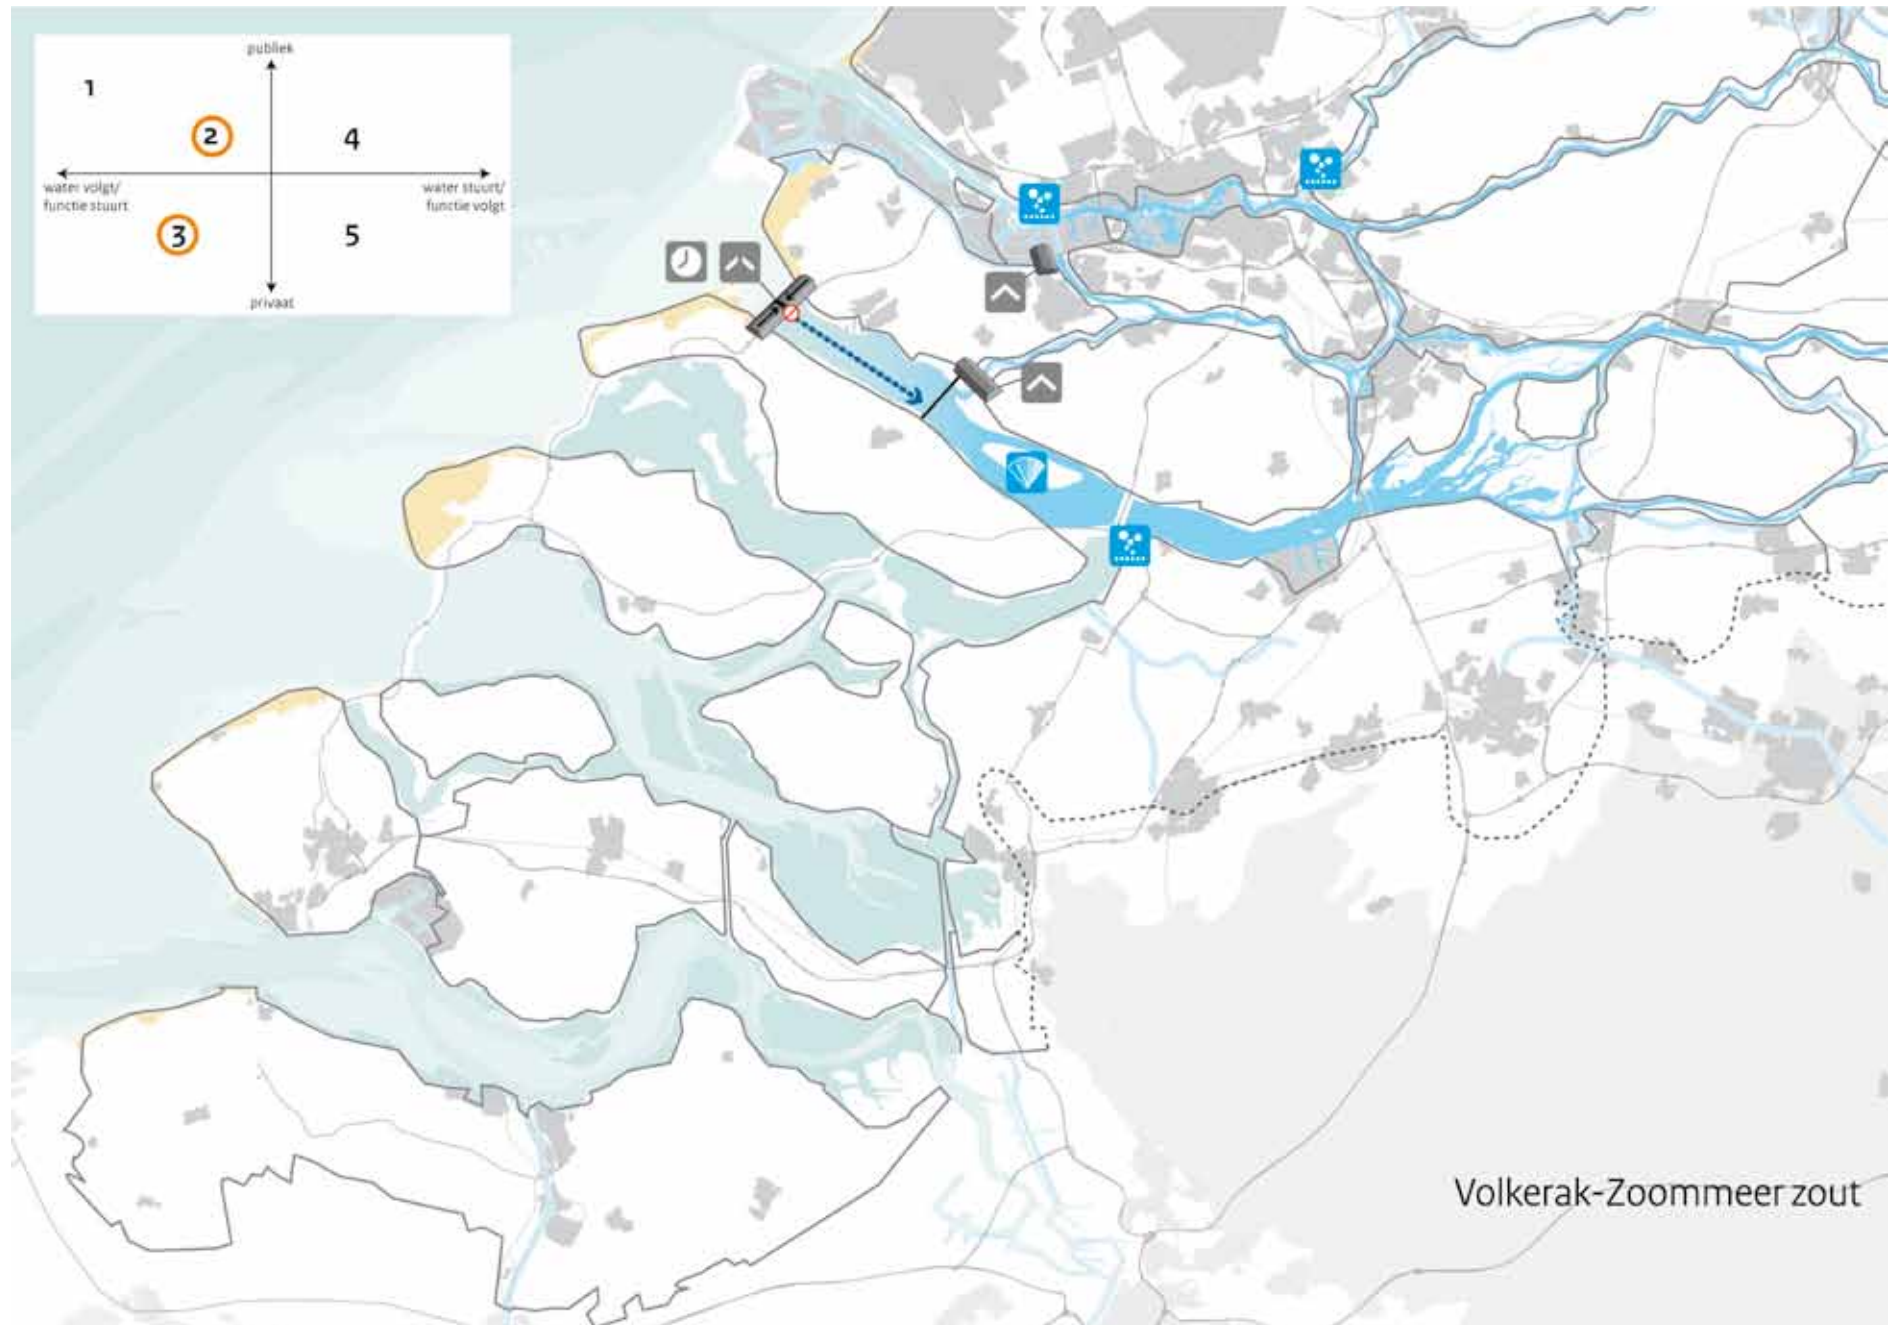 publiek
1
2
4
water volgt/
functie stuurt
water stuurt/
functie volgt
3
5
privaat
Volkerak-Zoommeer zout